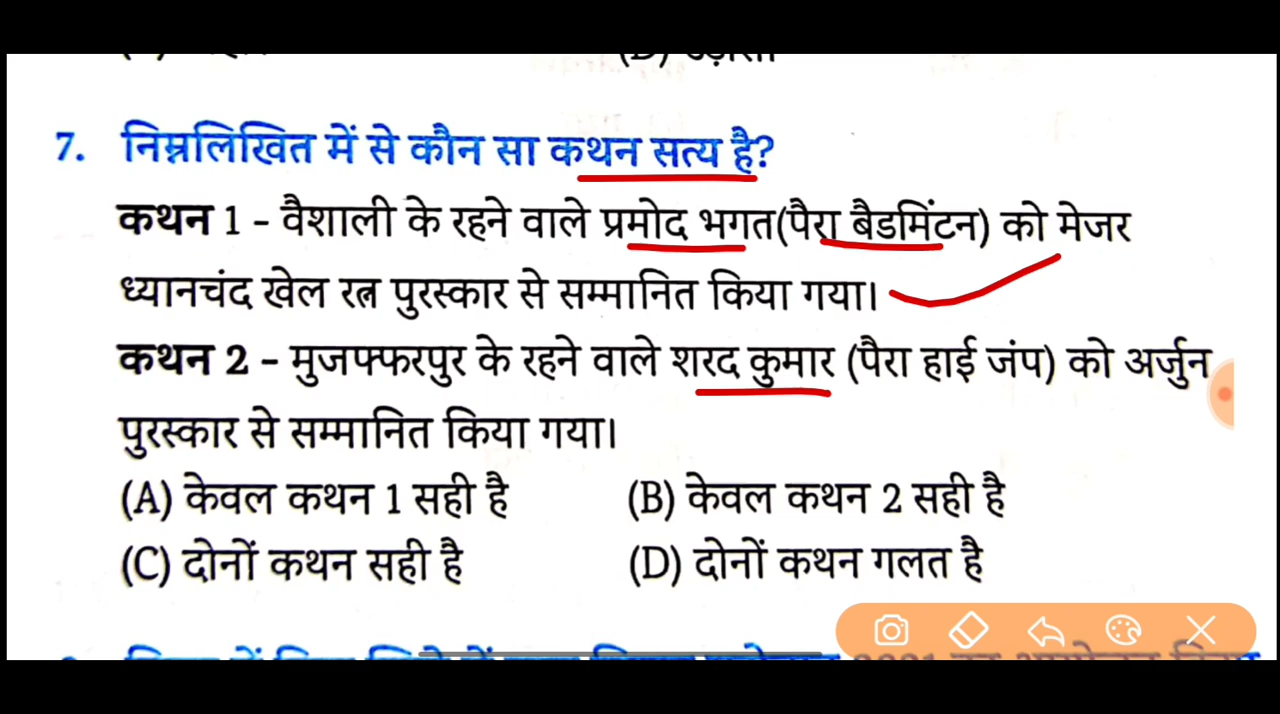 7. निम्नलिखित में से कौन सा कथन सत्य है?
कथन 1 - वैशाली के रहने वाले प्रमोद भगत(पैरा बैडमिंटन) को मेजर
ध्यानचंद खेल रत्न पुरस्कार से सम्मानित किया गया।
कथन 2 - मुजफ्फरपुर के रहने वाले शरद कुमार (पैरा हाई जंप) को अर्जुन
पुरस्कार से सम्मानित किया गया।
(A) केवल कथन 1 सही है (B) केवल कथन 2 सही है
(C) दोनों कथन सही है (D) दोनों कथन गलत है